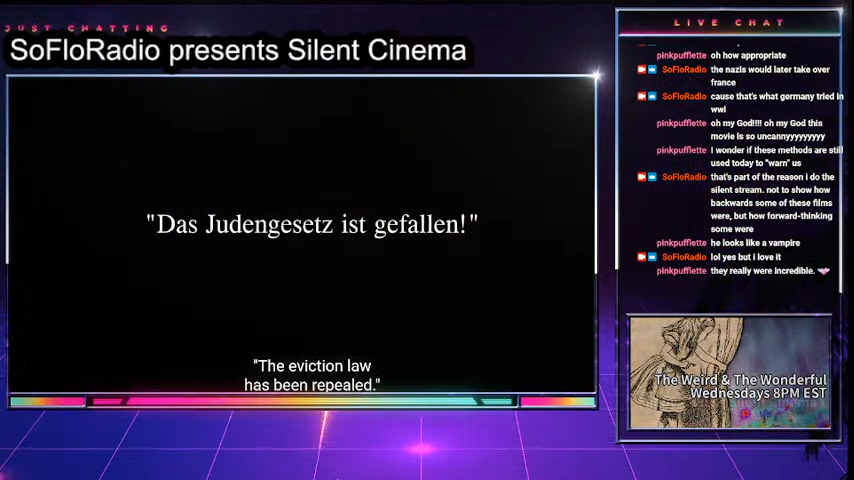 JUST CHATTING
SoFloRadio presents Silent Cinema
"Das Judengesetz ist gefallen!"
"The eviction law
has been repealed."
LIVE CHAT
pinkpufflette oh how appropriate
SoFloRadio the nazis would later take over
france
SoFloRadio cause that's what germany tried in
wwi
pinkpufflette oh my God!!!! oh my God this
movie is so uncannyyyyyyyy
pinkpufflette I wonder if these methods are still
used today to "warn" us
SoFloRadio that's part of the reason i do the
silent stream. not to show how
backwards some of these films
were, but how forward-thinking
some were
pinkpufflette he looks like a vampire
SoFloRadio lol yes but i love it
pinkpufflette they really were incredible.
The Weird & The Wonderful
Wednesdays 8PM EST